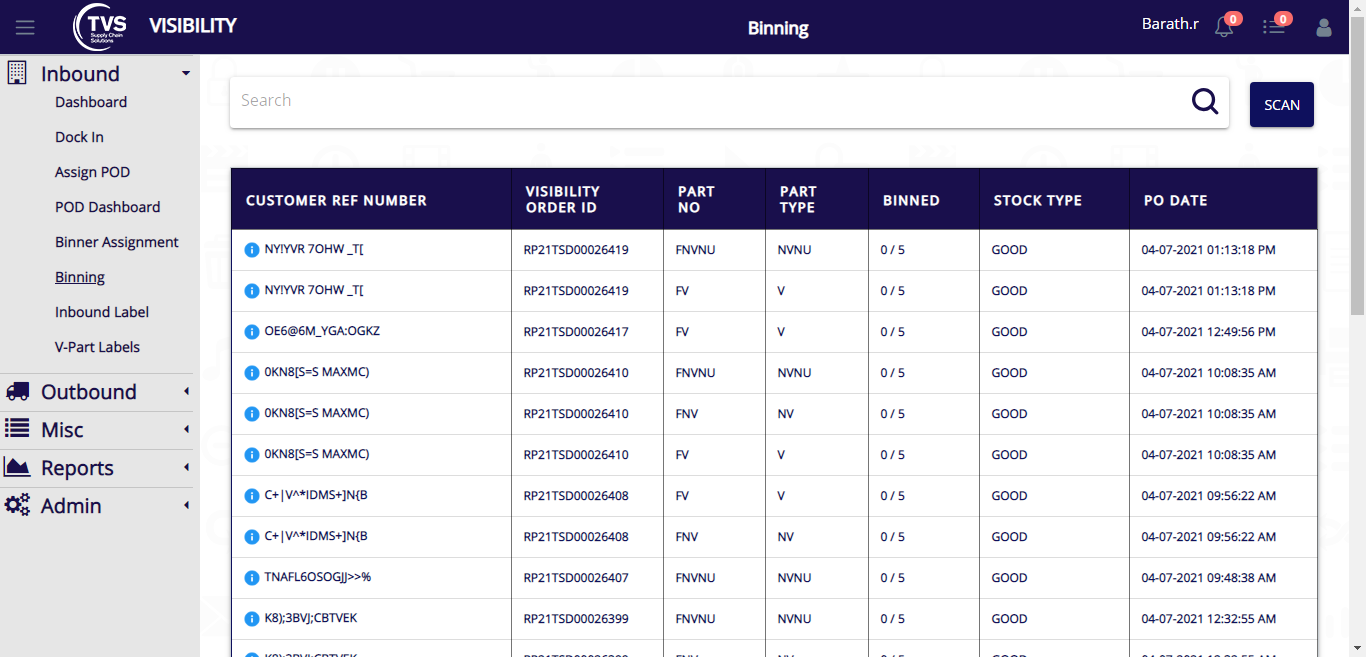 TVS
Supply Chain
Solutions
VISIBILITY
Binning
Barath.r
0
0
Inbound
Dashboard
Dock In
Assign POD
POD Dashboard
Binner Assignment
Binning
Inbound Label
V-Part Labels
Outbound
Misc
Reports
Admin
Search
SCAN
CUSTOMER REF NUMBER VISIBILITY ORDER ID PART NO PART TYPE BINNED STOCK TYPE PO DATE
NY!YVR 7OHW _T[ RP21TSD00026419 FNVNU NVNU 0 / 5 GOOD 04-07-2021 01:13:18 PM
NY!YVR 7OHW _T[ RP21TSD00026419 FV V 0 / 5 GOOD 04-07-2021 01:13:18 PM
OE6@6M_YGA:OGKZ RP21TSD00026417 FV V 0 / 5 GOOD 04-07-2021 12:49:56 PM
0KN8[S=S MAXMC) RP21TSD00026410 FNVNU NVNU 0 / 5 GOOD 04-07-2021 10:08:35 AM
0KN8[S=S MAXMC) RP21TSD00026410 FNV NV 0 / 5 GOOD 04-07-2021 10:08:35 AM
0KN8[S=S MAXMC) RP21TSD00026410 FV V 0 / 5 GOOD 04-07-2021 10:08:35 AM
C+|V^*IDMS+]N{B RP21TSD00026408 FV V 0 / 5 GOOD 04-07-2021 09:56:22 AM
C+|V^*IDMS+]N{B RP21TSD00026408 FNV NV 0 / 5 GOOD 04-07-2021 09:56:22 AM
TNAFL6OSOGJJ>>% RP21TSD00026407 FNVNU NVNU 0 / 5 GOOD 04-07-2021 09:48:38 AM
K8);3BVJ;CBTVEK RP21TSD00026399 FNVNU NVNU 0 / 5 GOOD 04-07-2021 12:32:55 AM